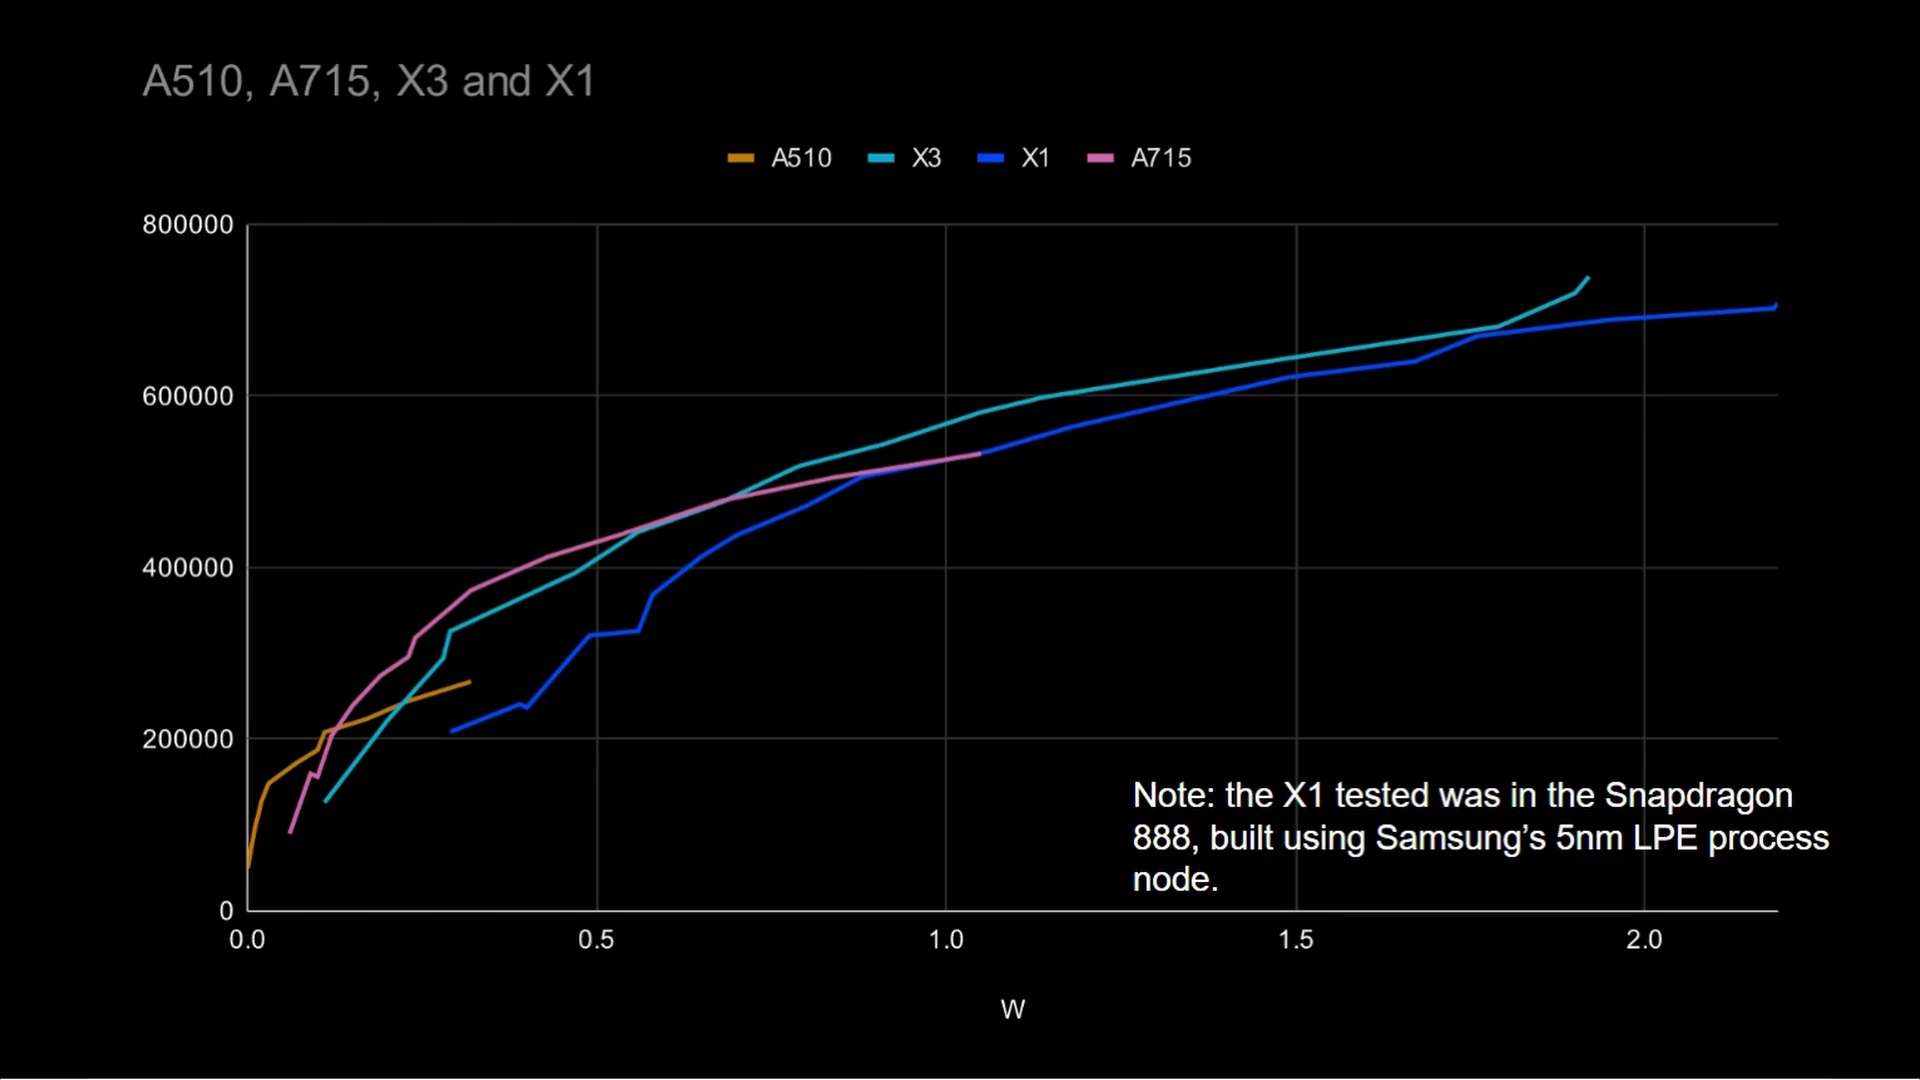 A510, A715, X3 and X1
A510 X3 X1 A715
800000
600000
400000
200000
0
Note: the X1 tested was in the Snapdragon
888, built using Samsung’s 5nm LPE process
node.
0.0 0.5 1.0 1.5 2.0
W